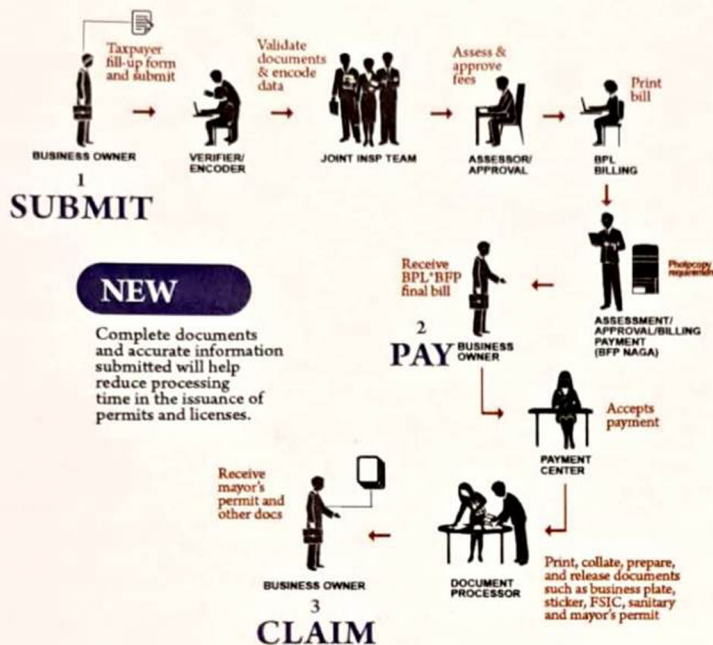 Taxpayer
fill-up form
and submit
BUSINESS OWNER
1
SUBMIT
VERIFIER/
ENCODER
Validate
documents
& encode
data
JOINT INSP TEAM
Assess &
approve
fees
ASSESSOR/
APPROVAL
Print
bill
BPL
BILLING
Photocopy
requirement
ASSESSMENT/
APPROVAL/BILLING
PAYMENT
(BFP NAGA)
Receive
BPL*BFP
final bill
2
PAY
BUSINESS
OWNER
NEW
Complete documents
and accurate information
submitted will help
reduce processing
time in the issuance of
permits and licenses.
Accepts
payment
PAYMENT
CENTER
Print, collate, prepare,
and release documents
such as business plate,
sticker, FSIC, sanitary
and mayor's permit
DOCUMENT
PROCESSOR
Receive
mayor's
permit and
other docs
BUSINESS OWNER
3
CLAIM